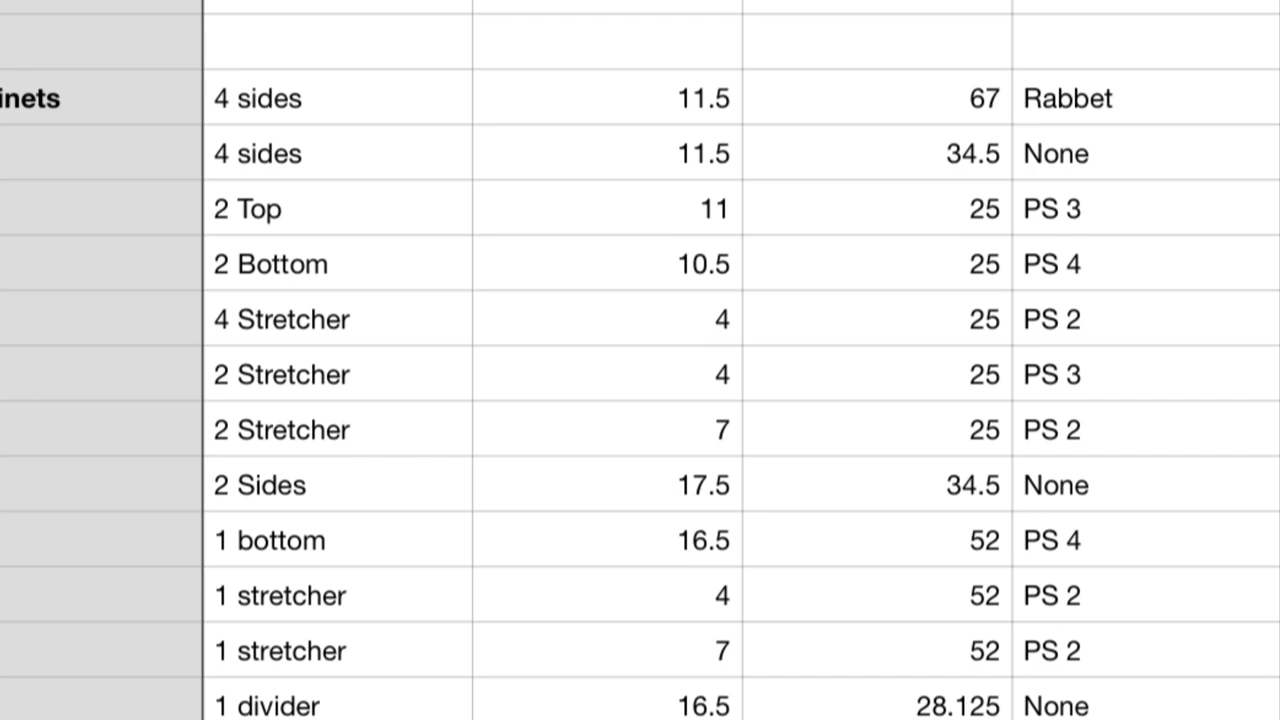 inets 4 sides 11.5 67 Rabbet
4 sides 11.5 34.5 None
2 Top 11 25 PS 3
2 Bottom 10.5 25 PS 4
4 Stretcher 4 25 PS 2
2 Stretcher 4 25 PS 3
2 Stretcher 7 25 PS 2
2 Sides 17.5 34.5 None
1 bottom 16.5 52 PS 4
1 stretcher 4 52 PS 2
1 stretcher 7 52 PS 2
1 divider 16.5 28.125 None